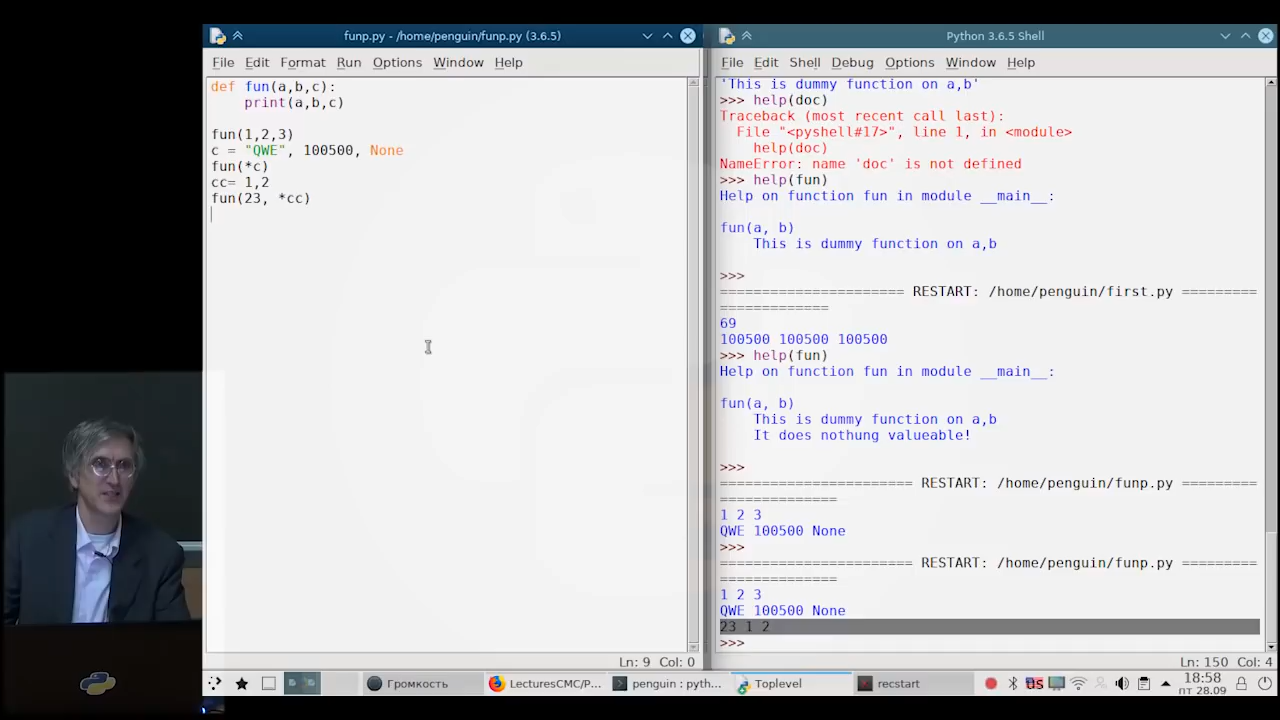 funp.py - /home/penguin/funp.py (3.6.5)
File Edit Format Run Options Window Help
def fun(a,b,c):
    print(a,b,c)
fun(1,2,3)
c = "QWE", 100500, None
fun(*c)
cc= 1,2
fun(23, *cc)
Ln: 9 Col: 0
Python 3.6.5 Shell
File Edit Shell Debug Options Window Help
'This is dummy function on a,b'
>>> help(doc)
Traceback (most recent call last):
  File "<pyshell#17>", line 1, in <module>
    help(doc)
NameError: name 'doc' is not defined
>>> help(fun)
Help on function fun in module __main__:
fun(a, b)
    This is dummy function on a,b
>>>
====================== RESTART: /home/penguin/first.py =========
=============
69
100500 100500 100500
>>> help(fun)
Help on function fun in module __main__:
fun(a, b)
    This is dummy function on a,b
    It does nothung valueable!
>>>
======================= RESTART: /home/penguin/funp.py =========
==============
1 2 3
QWE 100500 None
>>>
======================= RESTART: /home/penguin/funp.py =========
==============
1 2 3
QWE 100500 None
23 1 2
>>>
Ln: 150 Col: 4
Громкость LecturesCMC/P... penguin : pyth... Toplevel recstart US 18:58
пт 28.09